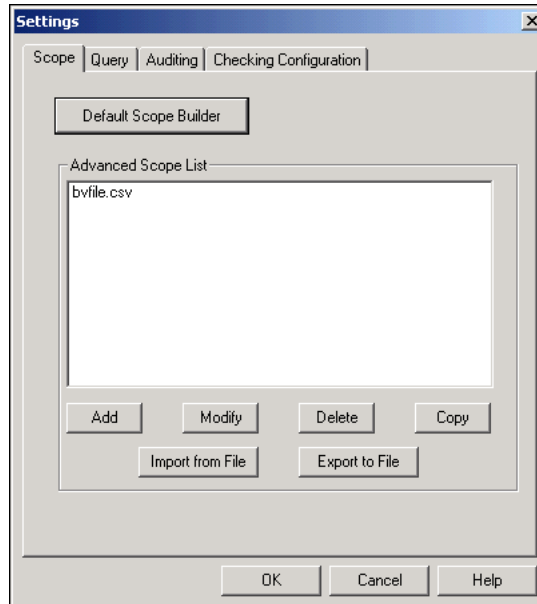 Settings
Scope Query Auditing Checking Configuration
Default Scope Builder
Advanced Scope List
bvfile.csv
Add Modify Delete Copy
Import from File Export to File
OK Cancel Help